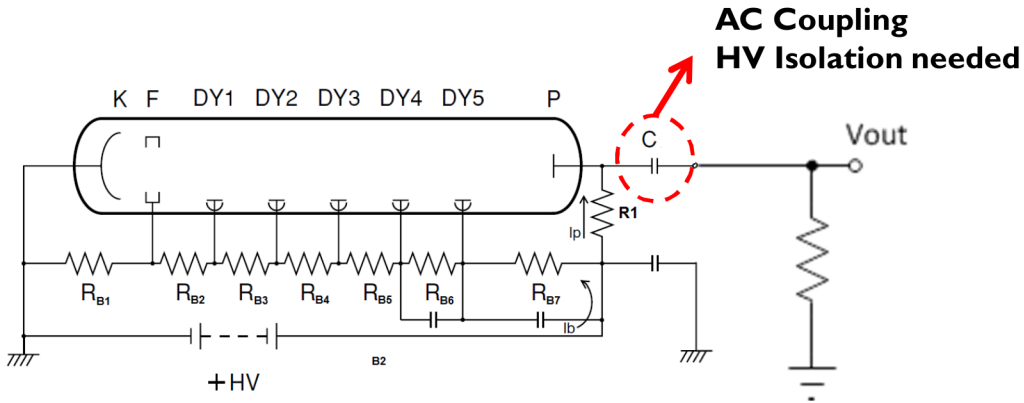 AC Coupling
HV Isolation needed
K F DY1 DY2 DY3 DY4 DY5 P
C
Vout
R1
Ip
RB1 RB2 RB3 RB4 RB5 RB6 RB7
Ib
B2
+HV